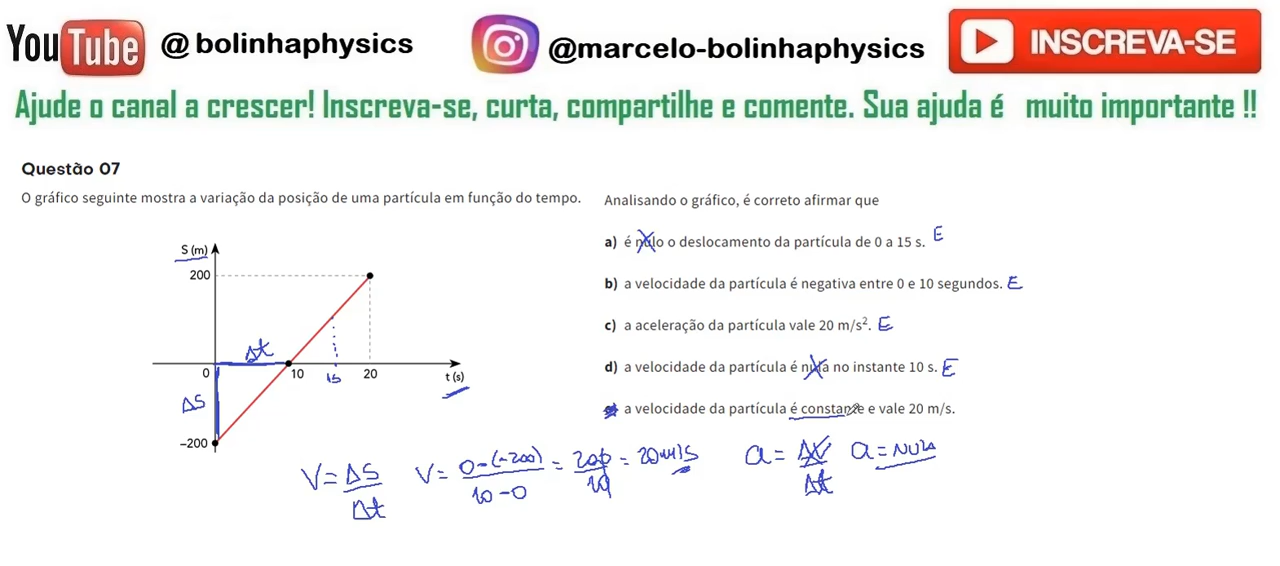 YouTube @bolinhaphysics @marcelo-bolinhaphysics INSCREVA-SE
Ajude o canal a crescer! Inscreva-se, curta, compartilhe e comente. Sua ajuda é muito importante !!
Questão 07
O gráfico seguinte mostra a variação da posição de uma partícula em função do tempo.
S (m)
200
Δt
0 10 15 20 t (s)
ΔS
−200
Analisando o gráfico, é correto afirmar que
a) é nulo o deslocamento da partícula de 0 a 15 s. E
b) a velocidade da partícula é negativa entre 0 e 10 segundos. E
c) a aceleração da partícula vale 20 m/s². E
d) a velocidade da partícula é nula no instante 10 s. E
a velocidade da partícula é constante e vale 20 m/s.
V = ΔS/Δt V = 0-(-200)/10-0 = 200/10 = 20m/s a = ΔV/Δt a = NULA